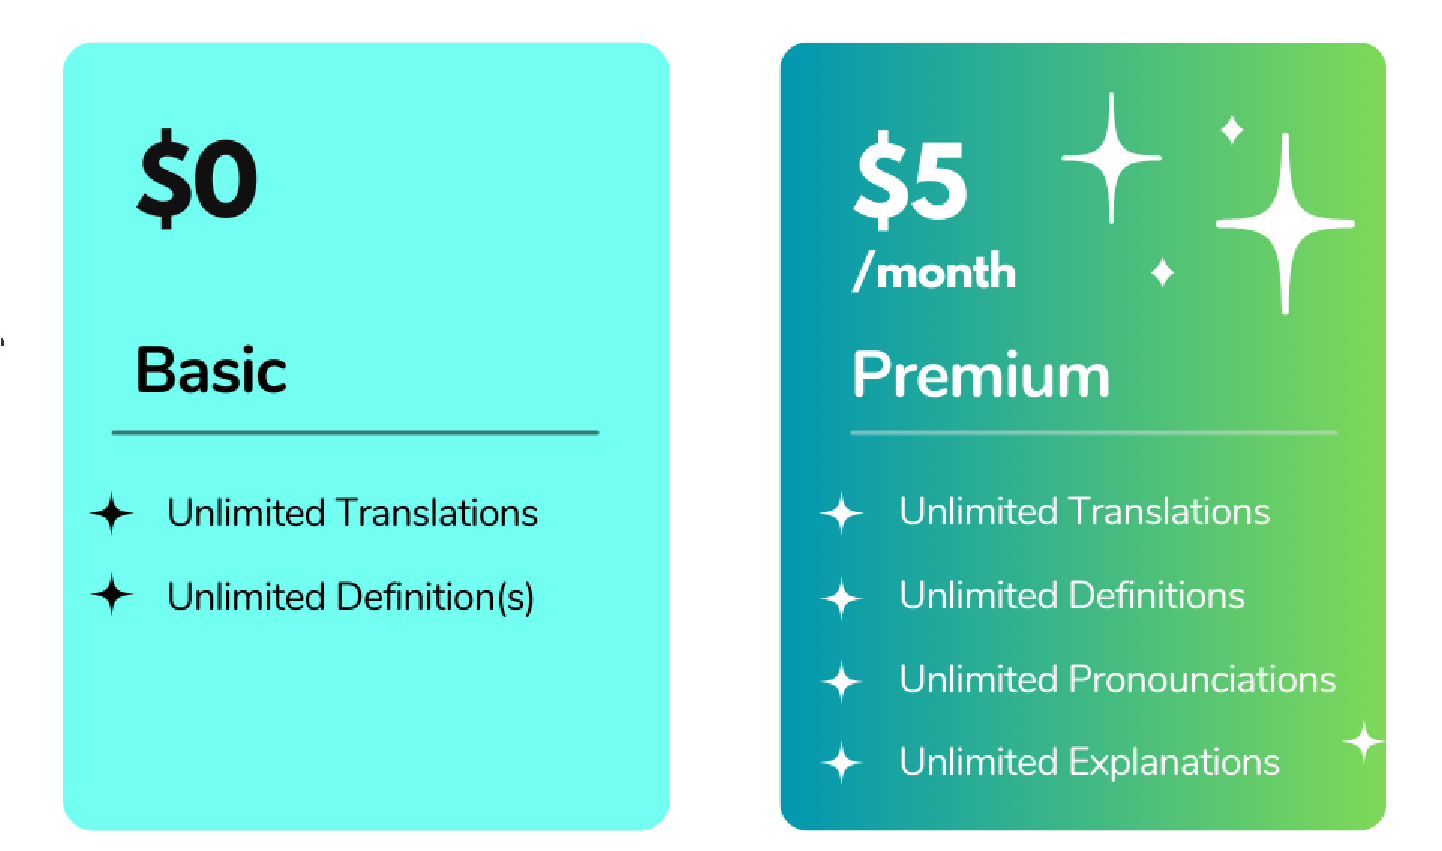 $0
Basic
Unlimited Translations
Unlimited Definition(s)
$5
/month
Premium
Unlimited Translations
Unlimited Definitions
Unlimited Pronounciations
Unlimited Explanations